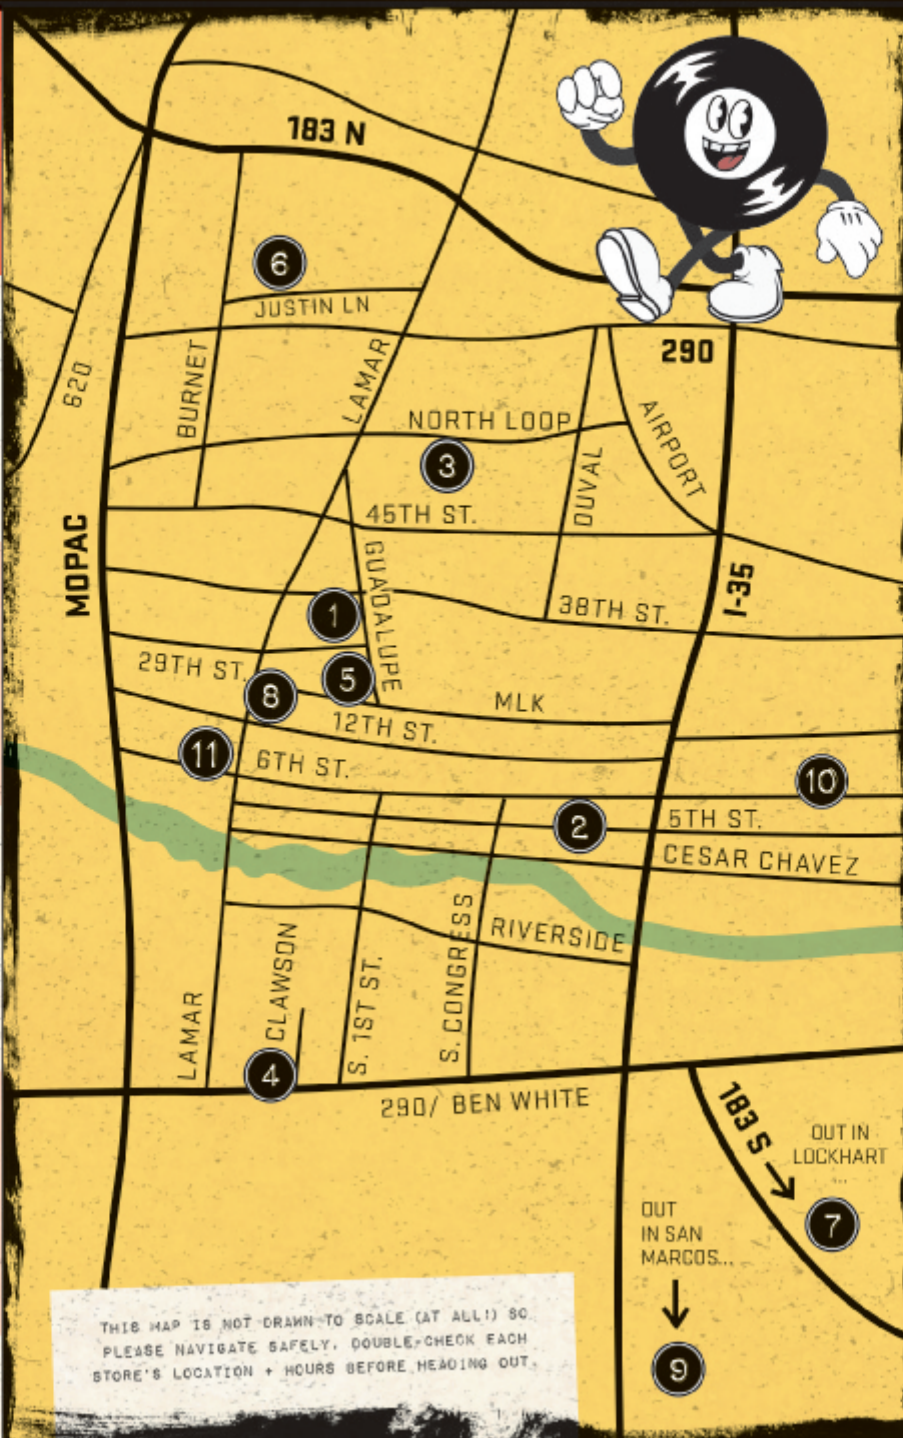 183 N
6
JUSTIN LN
620
BURNET
LAMAR
290
NORTH LOOP
AIRPORT
3
DUVAL
45TH ST.
MOPAC
GUADALUPE
I-35
1
38TH ST.
29TH ST.
5
8
MLK
12TH ST.
11
6TH ST.
10
2
5TH ST.
CESAR CHAVEZ
RIVERSIDE
LAMAR
CLAWSON
S. 1ST ST.
S. CONGRESS
4
290/ BEN WHITE
183 S
OUT IN
LOCKHART
...
7
OUT
IN SAN
MARCOS...
9
THIS MAP IS NOT DRAWN TO SCALE (AT ALL!) SO
PLEASE NAVIGATE SAFELY. DOUBLE-CHECK EACH
STORE'S LOCATION + HOURS BEFORE HEADING OUT.